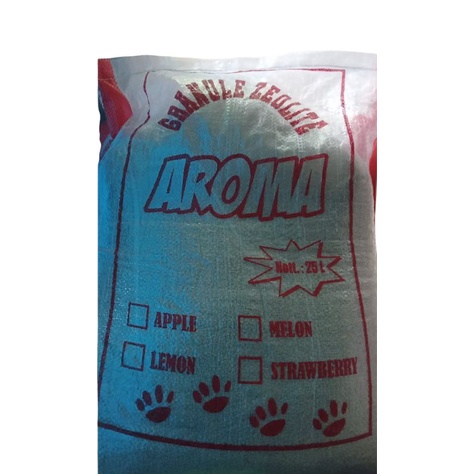 GRANULE ZEOLITE
AROMA
Nett.: 25 L
APPLE
MELON
LEMON
STRAWBERRY